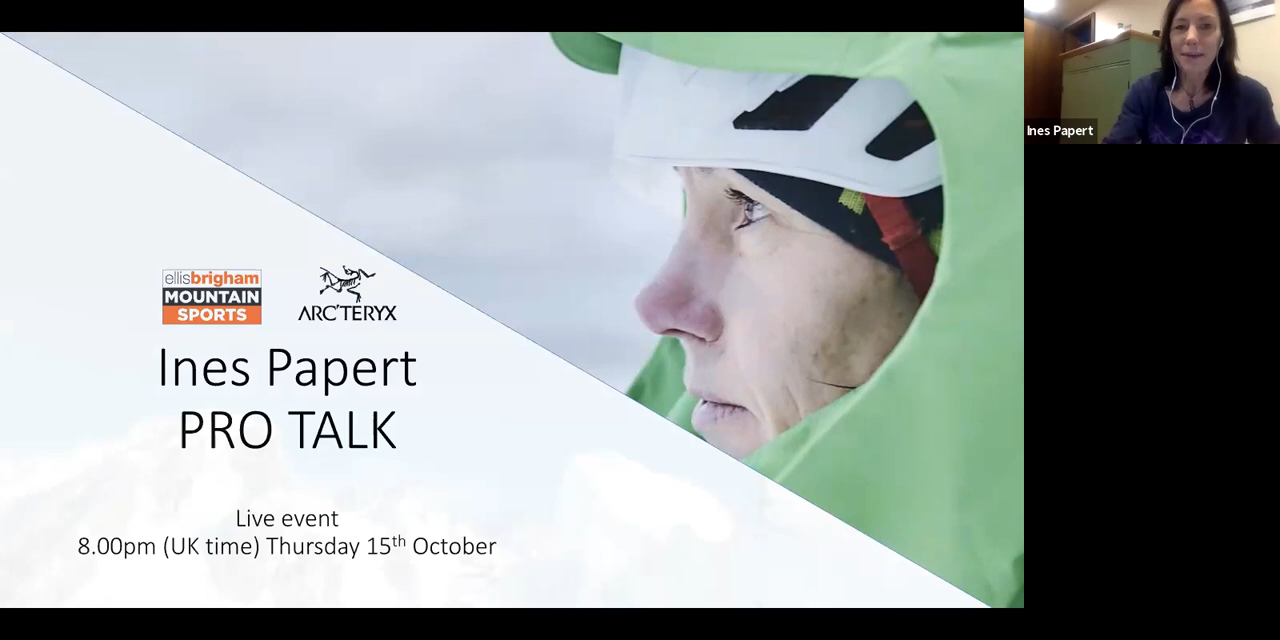 ellisbrigham
MOUNTAIN
SPORTS
ARC'TERYX
Ines Papert
PRO TALK
Live event
8.00pm (UK time) Thursday 15th October
Ines Papert